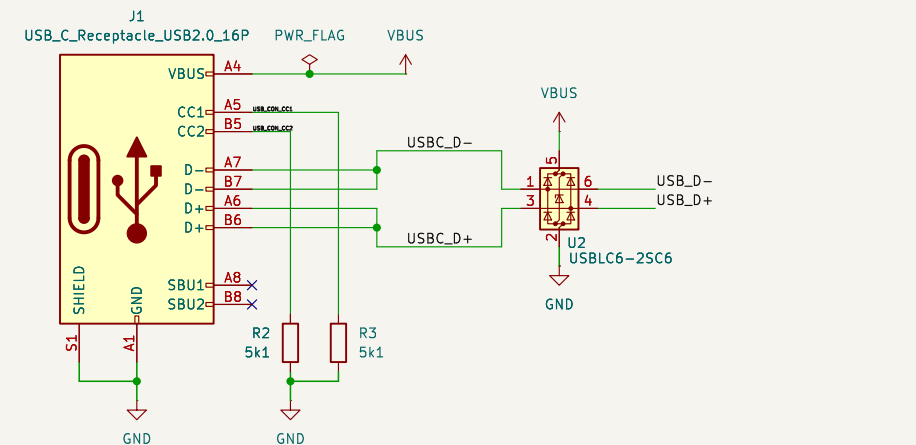 J1
USB_C_Receptacle_USB2.0_16P
PWR_FLAG
VBUS
VBUS
A4
CC1
A5
USB_CON_CC1
CC2
B5
USB_CON_CC2
VBUS
USBC_D-
D-
A7
D-
B7
D+
A6
D+
B6
USBC_D+
5
1
6
USB_D-
3
4
USB_D+
2
U2
USBLC6-2SC6
GND
SBU1
A8
SBU2
B8
SHIELD
GND
S1
A1
R2
5k1
R3
5k1
GND
GND